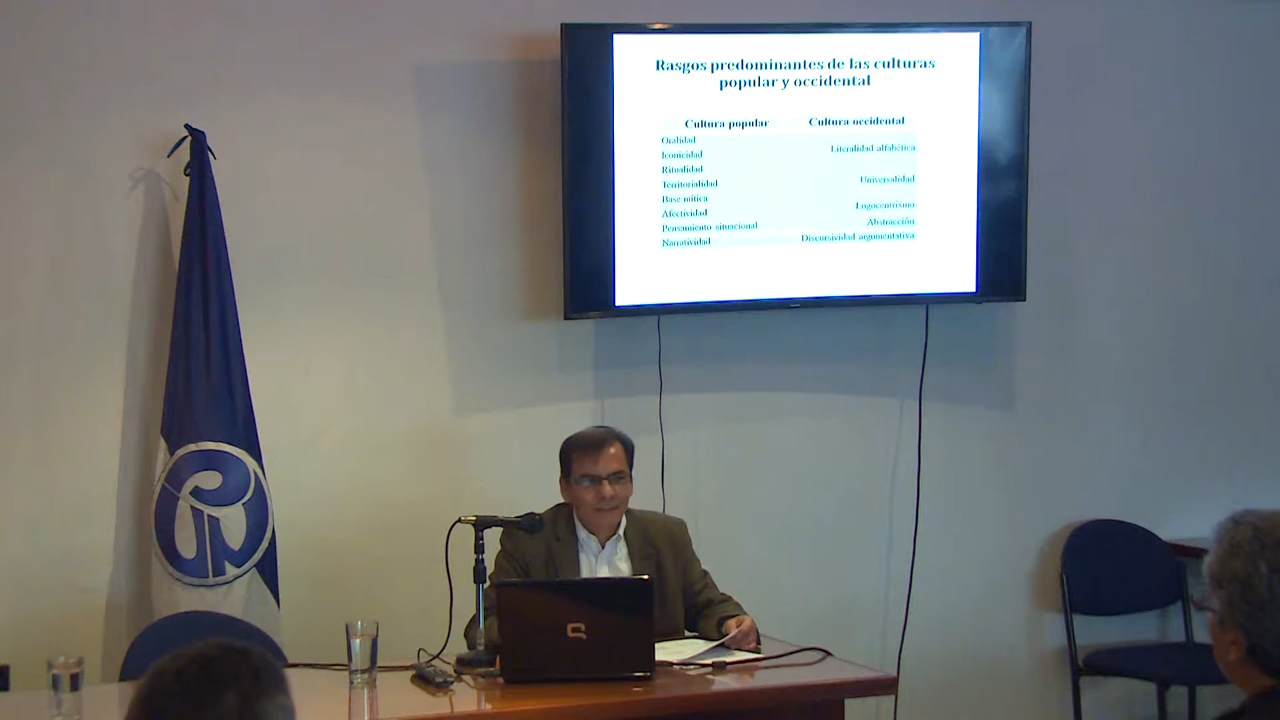 Rasgos predominantes de las culturas
popular y occidental
Cultura popular Cultura occidental
Oralidad
Literalidad alfabética
Iconicidad
Ritualidad
Territorialidad
Universalidad
Base mítica
Logocentrismo
Afectividad
Abstracción
Pensamiento situacional
Narratividad
Discursividad argumentativa